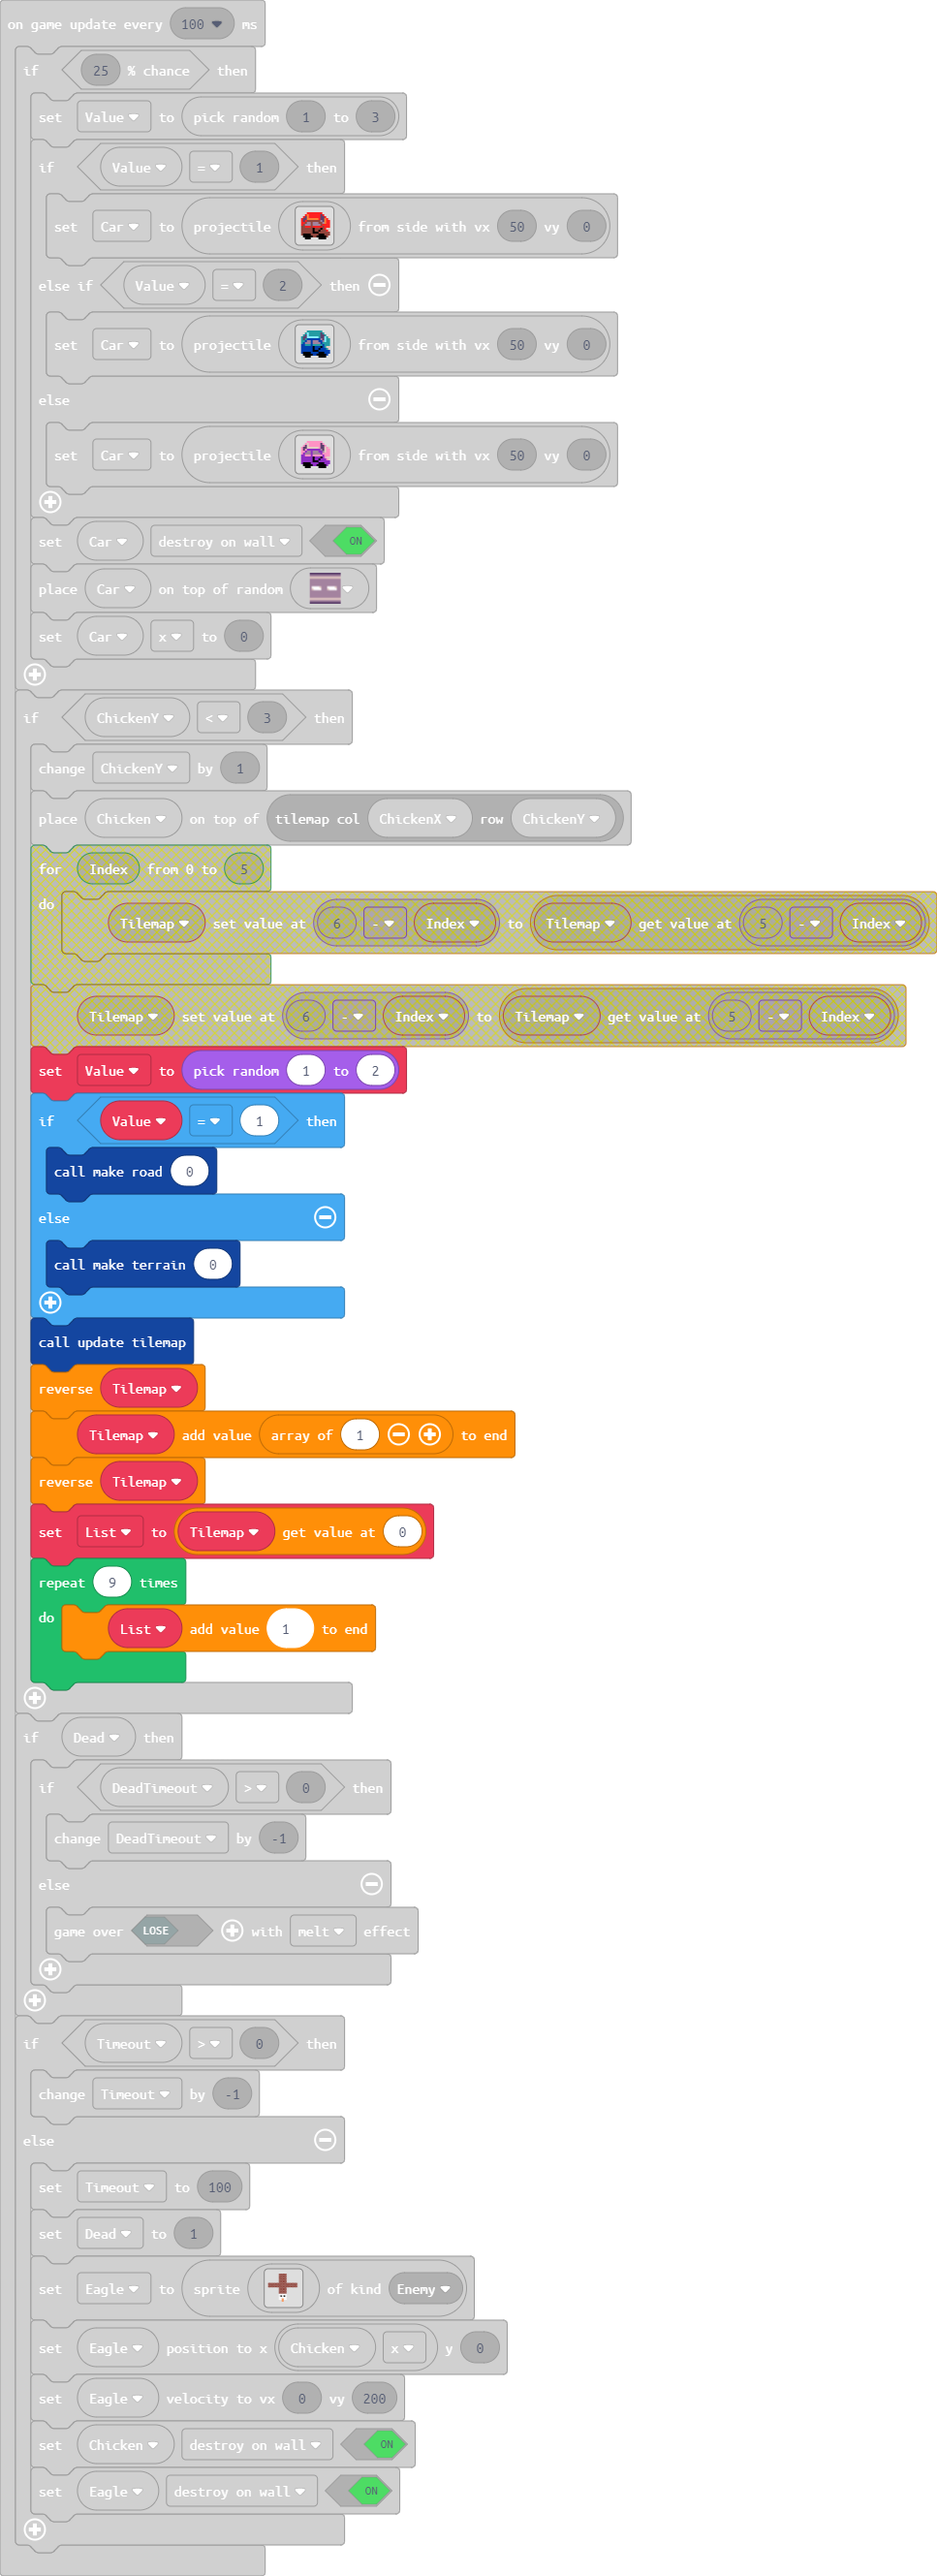 on game update every 100 ms
if 25 % chance then
set Value to pick random 1 to 3
if Value = 1 then
set Car to projectile from side with vx 50 vy 0
else if Value = 2 then
set Car to projectile from side with vx 50 vy 0
else
set Car to projectile from side with vx 50 vy 0
set Car destroy on wall ON
place Car on top of random
set Car x to 0
if ChickenY < 3 then
change ChickenY by 1
place Chicken on top of tilemap col ChickenX row ChickenY
for Index from 0 to 5
do
Tilemap set value at 6 - Index to Tilemap get value at 5 - Index
Tilemap set value at 6 - Index to Tilemap get value at 5 - Index
set Value to pick random 1 to 2
if Value = 1 then
call make road 0
else
call make terrain 0
call update tilemap
reverse Tilemap
Tilemap add value array of 1 to end
reverse Tilemap
set List to Tilemap get value at 0
repeat 9 times
do
List add value 1 to end
if Dead then
if DeadTimeout > 0 then
change DeadTimeout by -1
else
game over LOSE with melt effect
if Timeout > 0 then
change Timeout by -1
else
set Timeout to 100
set Dead to 1
set Eagle to sprite of kind Enemy
set Eagle position to x Chicken x y 0
set Eagle velocity to vx 0 vy 200
set Chicken destroy on wall ON
set Eagle destroy on wall ON